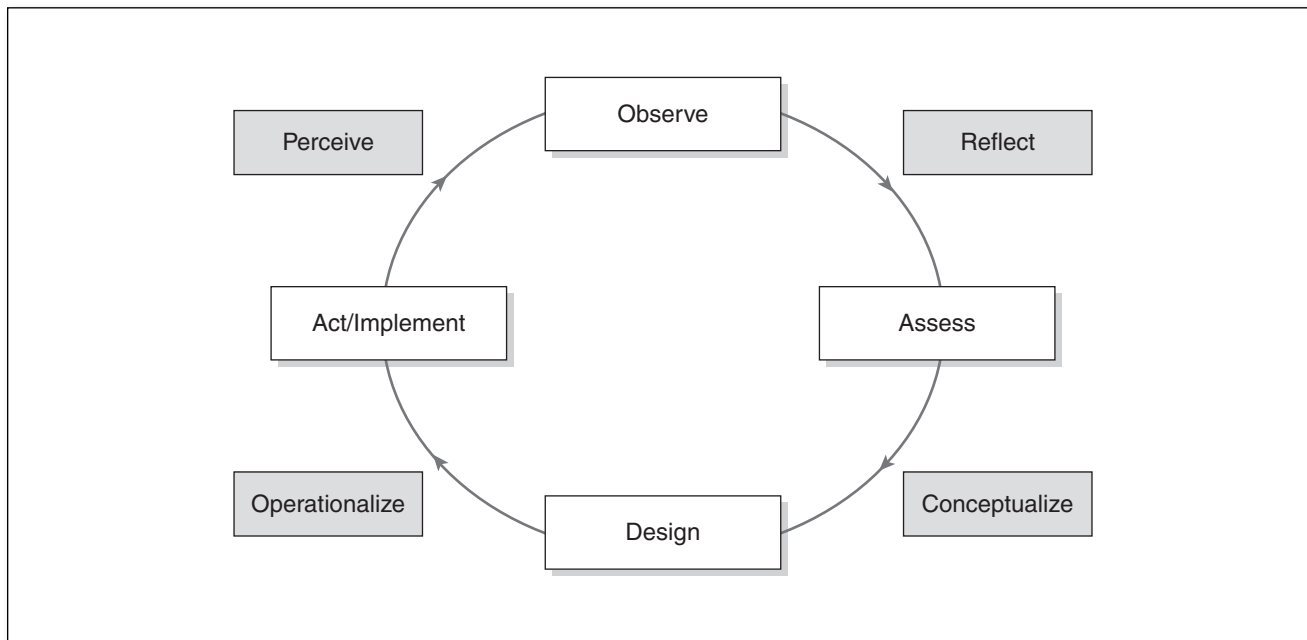 Observe
Perceive
Reflect
Act/Implement
Assess
Operationalize
Conceptualize
Design